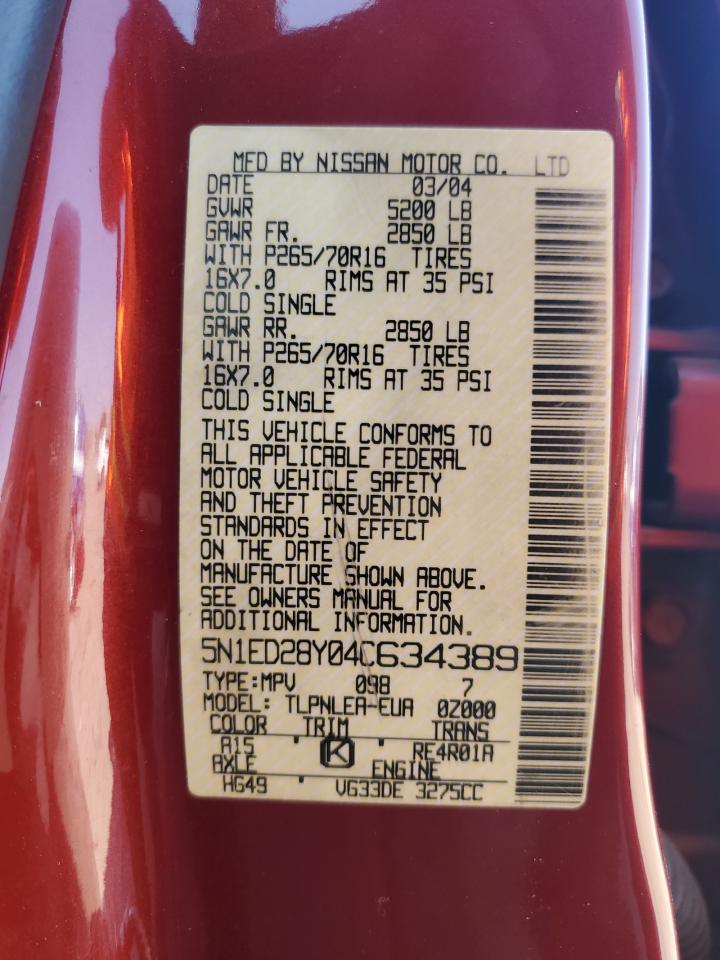 MFD BY NISSAN MOTOR CO. LTD
DATE 03/04
GVWR 5200 LB
GAWR FR. 2850 LB
WITH P265/70R16 TIRES
16X7.0 RIMS AT 35 PSI
COLD SINGLE
GAWR RR. 2850 LB
WITH P265/70R16 TIRES
16X7.0 RIMS AT 35 PSI
COLD SINGLE
THIS VEHICLE CONFORMS TO
ALL APPLICABLE FEDERAL
MOTOR VEHICLE SAFETY
AND THEFT PREVENTION
STANDARDS IN EFFECT
ON THE DATE OF
MANUFACTURE SHOWN ABOVE.
SEE OWNERS MANUAL FOR
ADDITIONAL INFORMATION.
5N1ED28Y04C634389
TYPE:MPV 098 7
MODEL: TLPNLEA-EUA 0Z000
COLOR TRIM TRANS
A15 K RE4R01A
AXLE ENGINE
HG49 VG33DE 3275CC